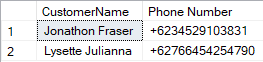 CustomerName Phone Number
1 Jonathon Fraser +6234529103831
2 Lysette Julianna +62766454254790